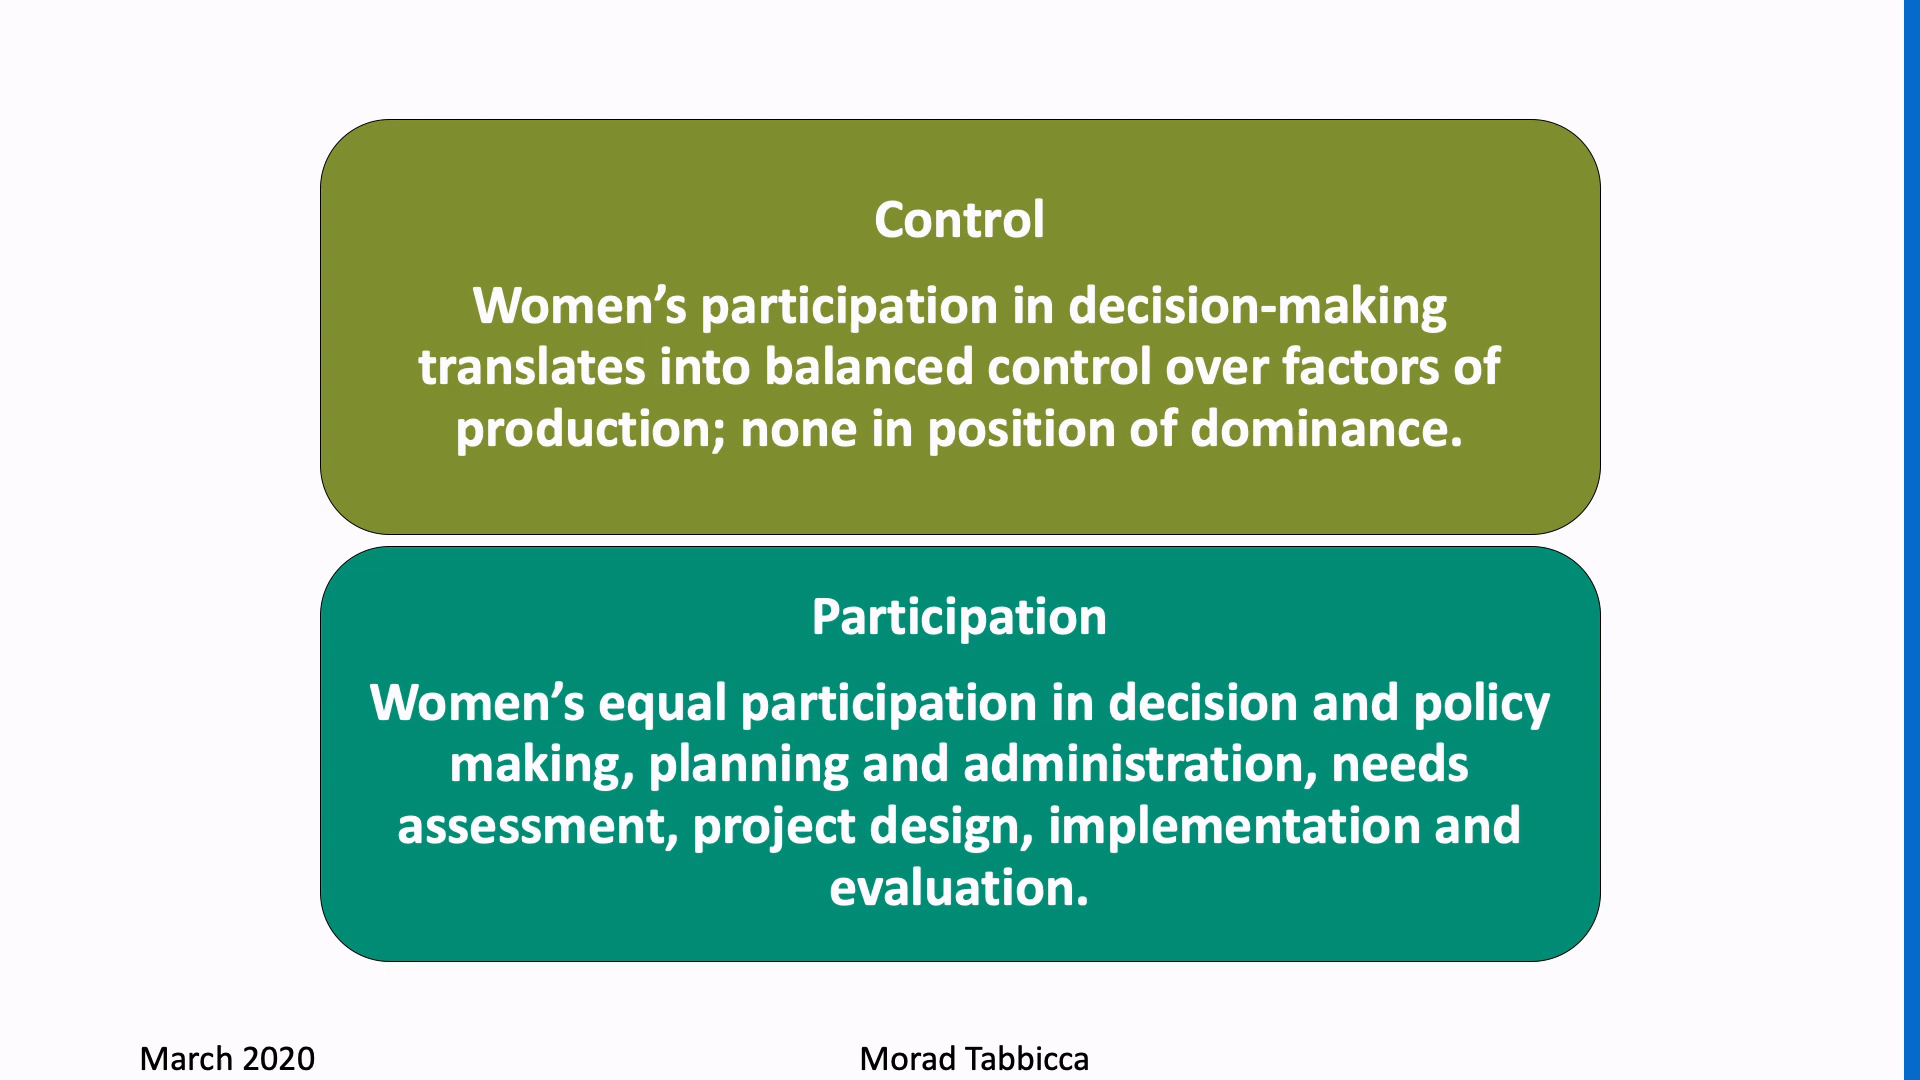 Control
Women’s participation in decision-making
translates into balanced control over factors of
production; none in position of dominance.
Participation
Women’s equal participation in decision and policy
making, planning and administration, needs
assessment, project design, implementation and
evaluation.
March 2020
Morad Tabbicca